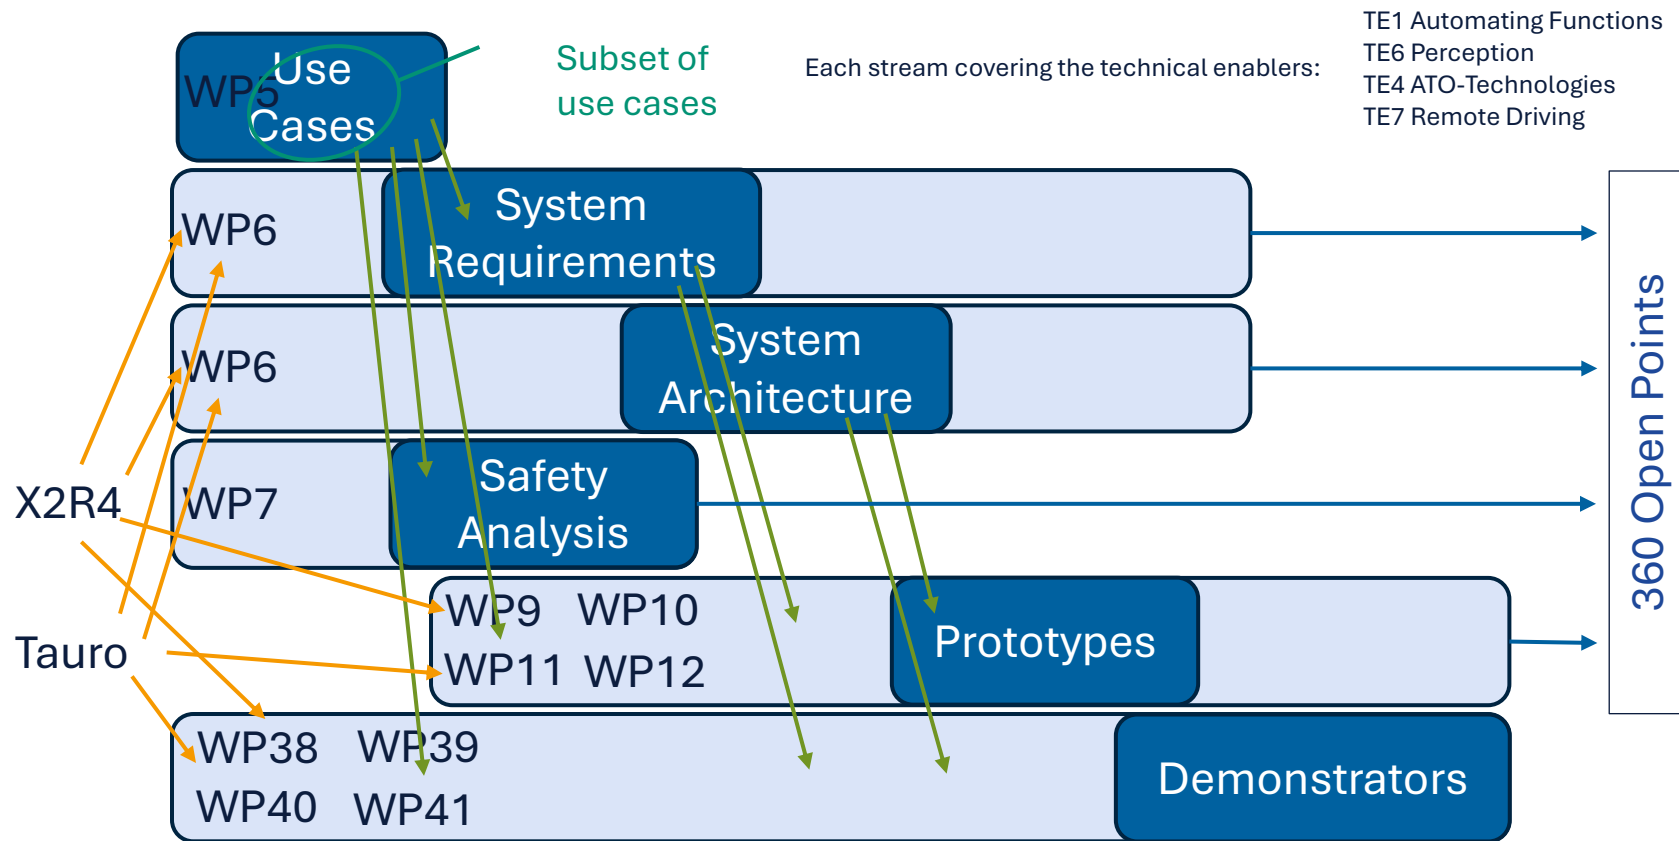 WP5
Use
Cases
Subset of
use cases
Each stream covering the technical enablers:
TE1 Automating Functions
TE6 Perception
TE4 ATO-Technologies
TE7 Remote Driving
WP6
System
Requirements
WP6
System
Architecture
X2R4
WP7
Safety
Analysis
Tauro
WP9 WP10
WP11 WP12
Prototypes
WP38 WP39
WP40 WP41
Demonstrators
360 Open Points